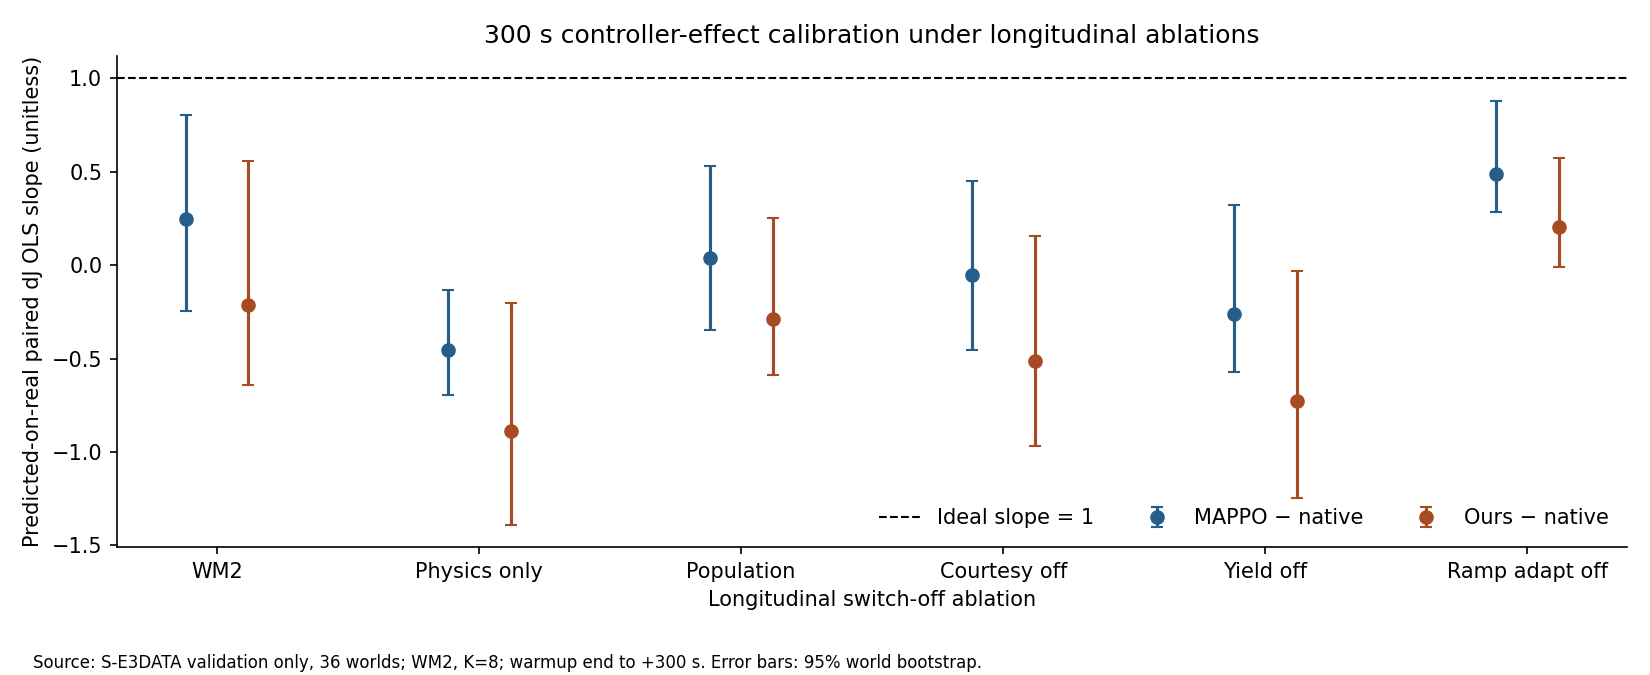 300 s controller-effect calibration under longitudinal ablations
Predicted-on-real paired dJ OLS slope (unitless)
1.0
0.5
0.0
−0.5
−1.0
−1.5
Ideal slope = 1
MAPPO − native
Ours − native
WM2
Physics only
Population
Courtesy off
Yield off
Ramp adapt off
Longitudinal switch-off ablation
Source: S-E3DATA validation only, 36 worlds; WM2, K=8; warmup end to +300 s. Error bars: 95% world bootstrap.